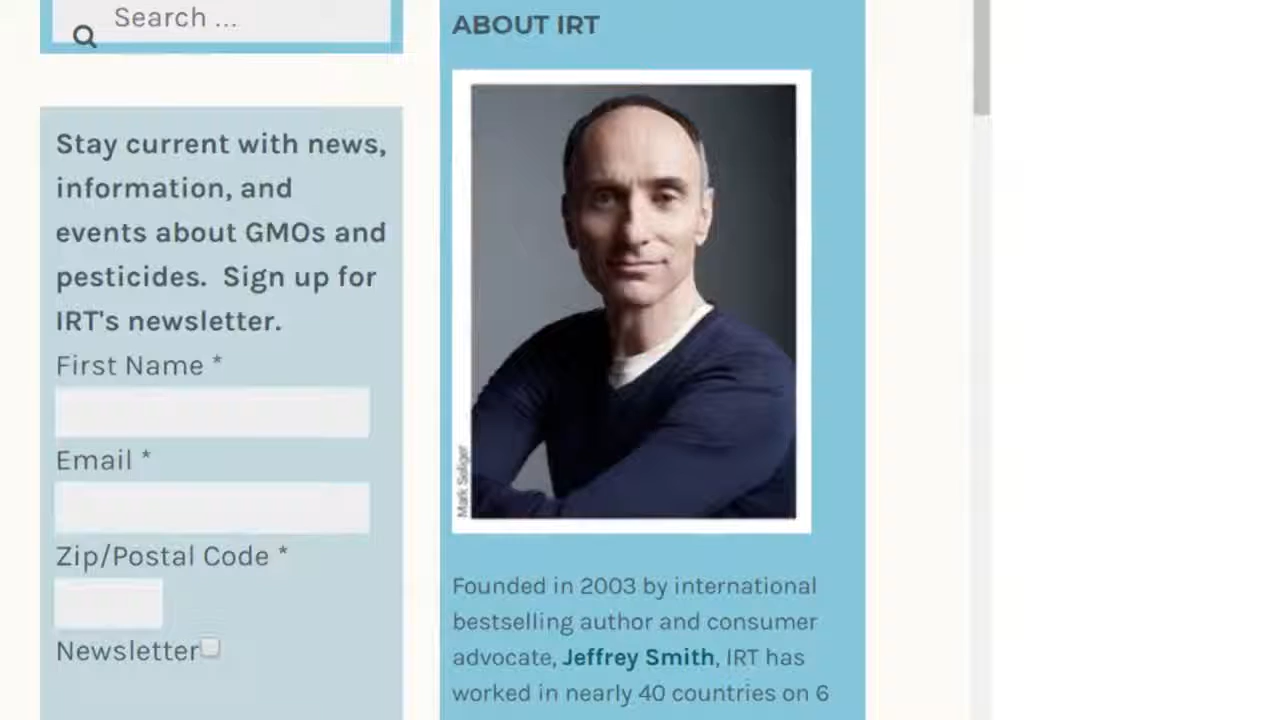 Search ...
Stay current with news,
information, and
events about GMOs and
pesticides. Sign up for
IRT's newsletter.
First Name *
Email *
Zip/Postal Code *
Newsletter
ABOUT IRT
Mark Seliger
Founded in 2003 by international
bestselling author and consumer
advocate, Jeffrey Smith, IRT has
worked in nearly 40 countries on 6